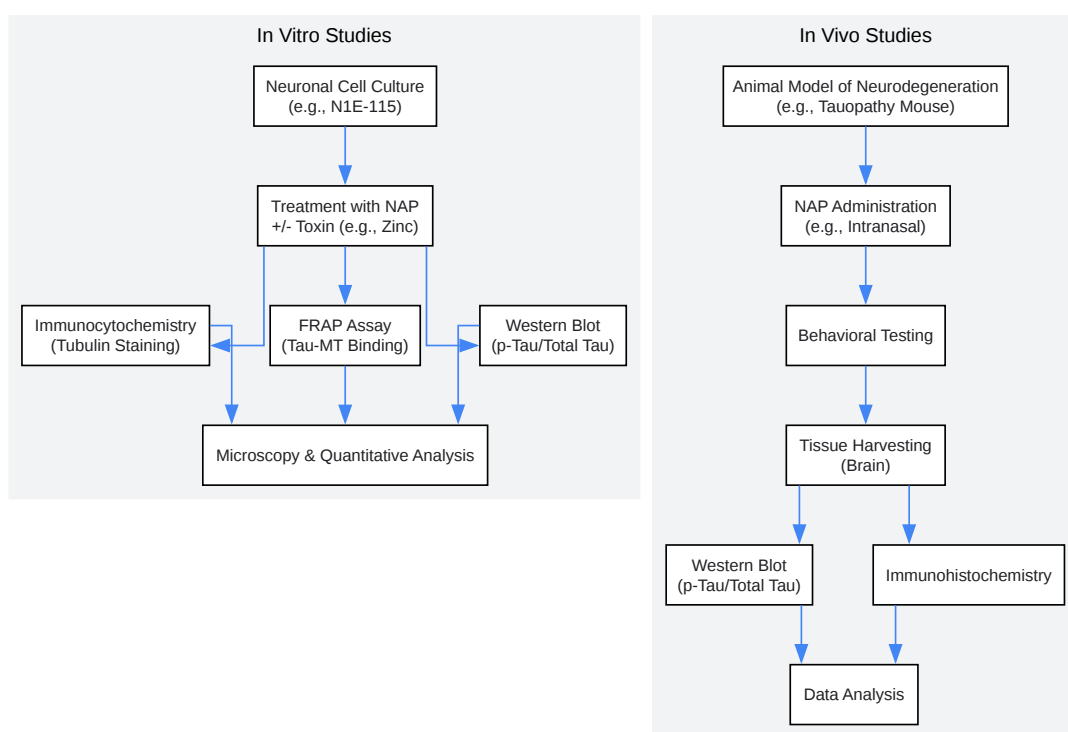 In Vitro Studies
Neuronal Cell Culture
(e.g., N1E-115)
Treatment with NAP
+/- Toxin (e.g., Zinc)
Immunocytochemistry
(Tubulin Staining)
FRAP Assay
(Tau-MT Binding)
Western Blot
(p-Tau/Total Tau)
Microscopy & Quantitative Analysis
In Vivo Studies
Animal Model of Neurodegeneration
(e.g., Tauopathy Mouse)
NAP Administration
(e.g., Intranasal)
Behavioral Testing
Tissue Harvesting
(Brain)
Western Blot
(p-Tau/Total Tau)
Immunohistochemistry
Data Analysis